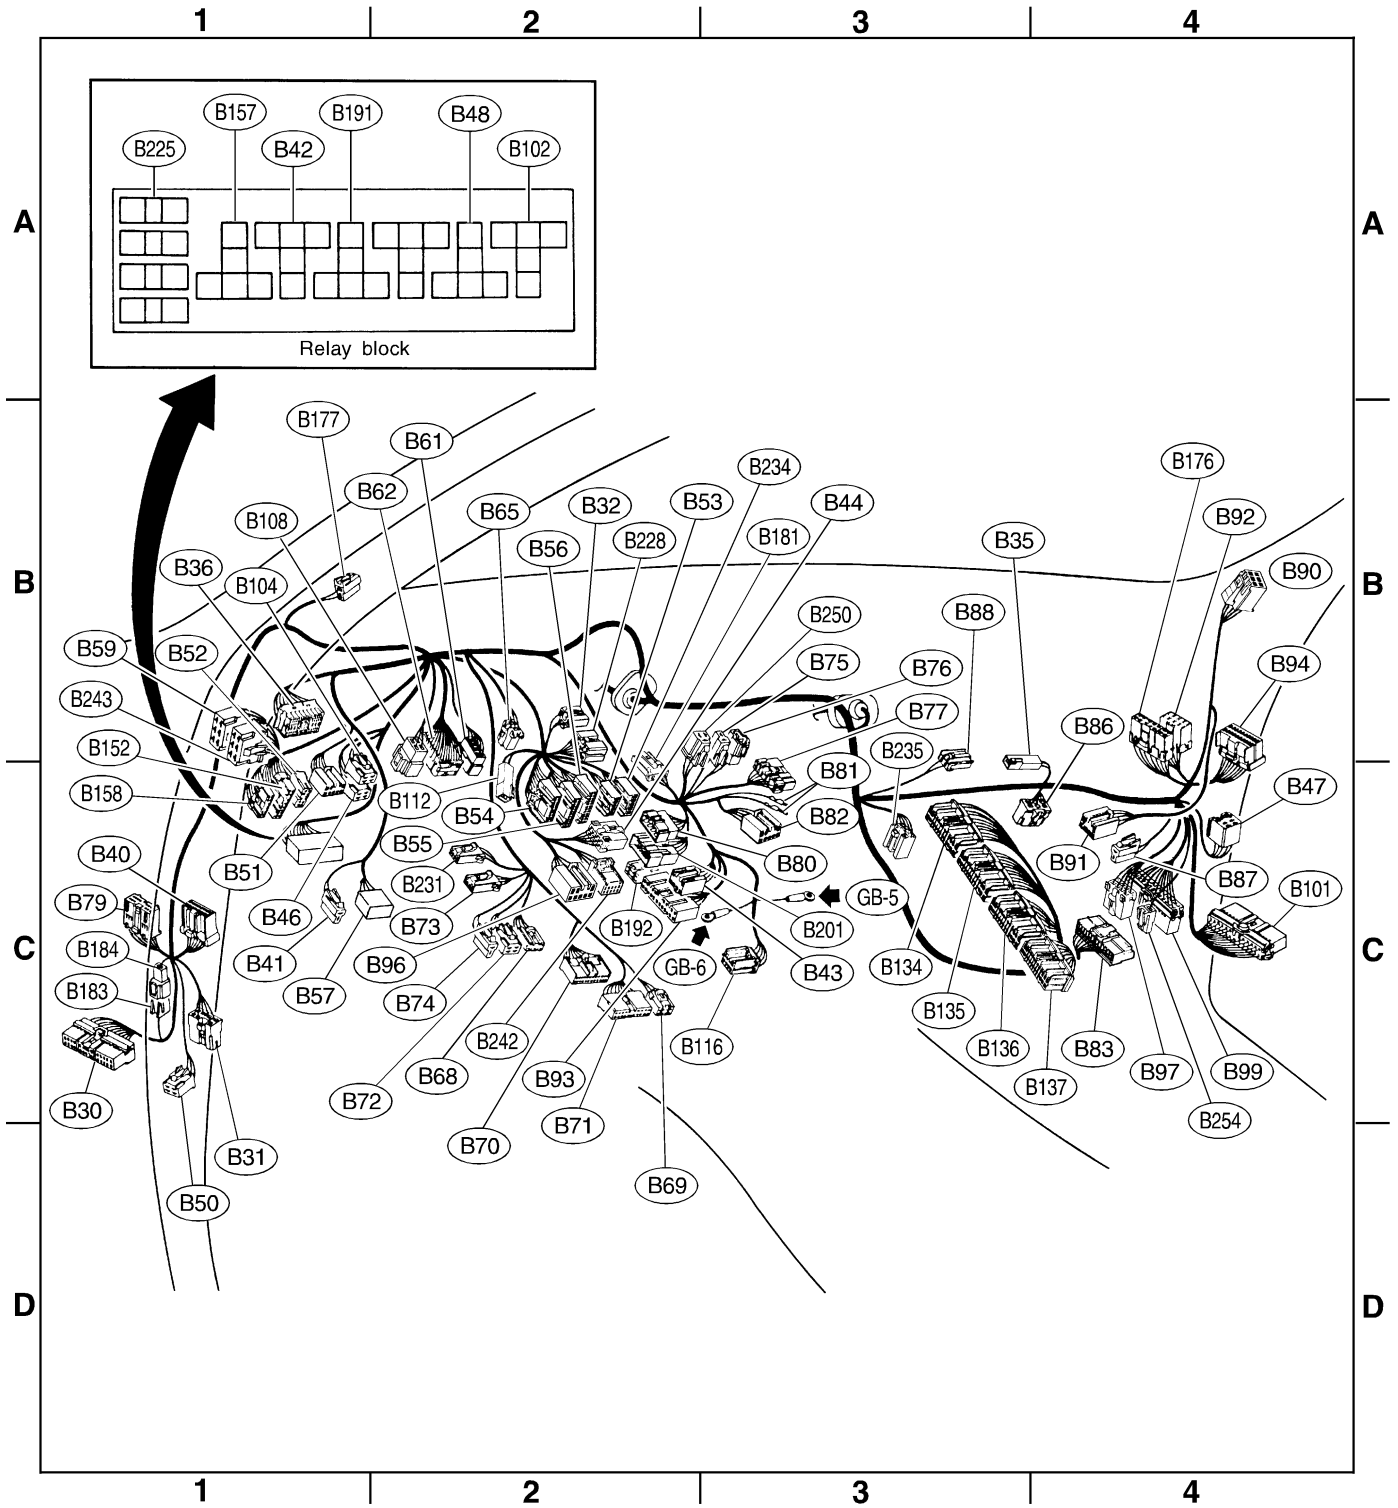 1 2 3 4
B157 B191 B48
B225 B42 B102
A A
Relay block
B177
B61
B234 B176
B62
B65 B32 B53 B44 B92
B108
B56 B228 B181 B35
B36 B90
B B
B104
B250 B88
B59 B52
B75 B76 B94
B243
B77 B86
B152 B235
B81
B158 B112 B47
B54 B82
B55
B40 B51 B80 B91
B231 B87 B101
B79 GB-5
B46 B73 B192 B201
B184 C B41 B96 GB-6 B43 B134 C
B183 B57 B74
B135
B242 B116 B136 B83
B68 B93 B97 B99
B72 B137
B30
B71 B254
B70
B31
B69
B50
D D
1 2 3 4